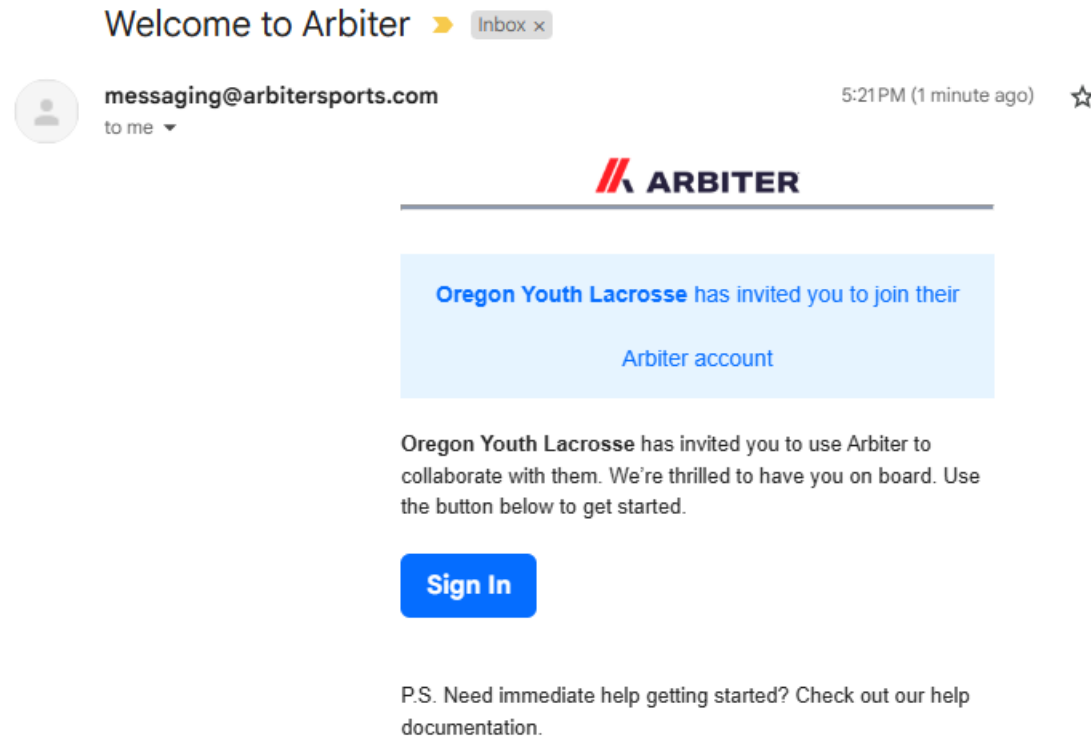 Welcome to Arbiter Inbox ×
messaging@arbitersports.com 5:21 PM (1 minute ago)
to me
ARBITER
Oregon Youth Lacrosse has invited you to join their
Arbiter account
Oregon Youth Lacrosse has invited you to use Arbiter to
collaborate with them. We're thrilled to have you on board. Use
the button below to get started.
Sign In
P.S. Need immediate help getting started? Check out our help
documentation.